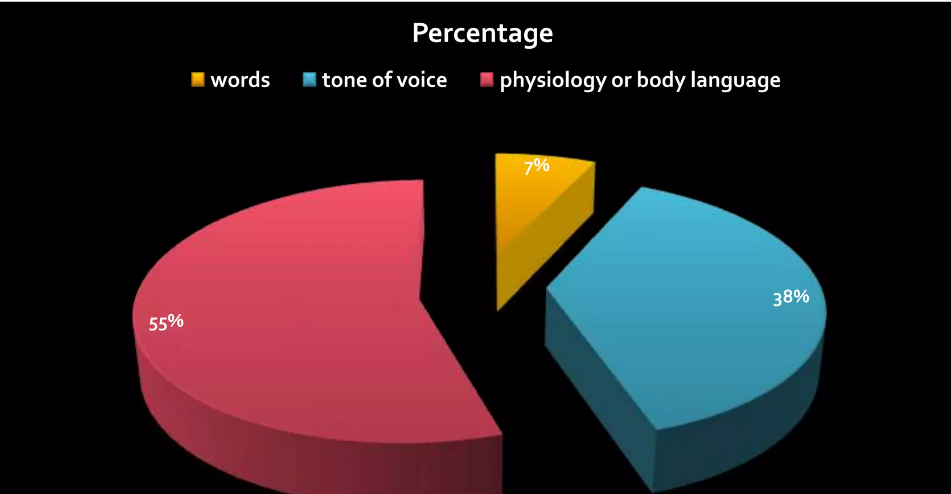 Percentage
words tone of voice physiology or body language
7%
38%
55%